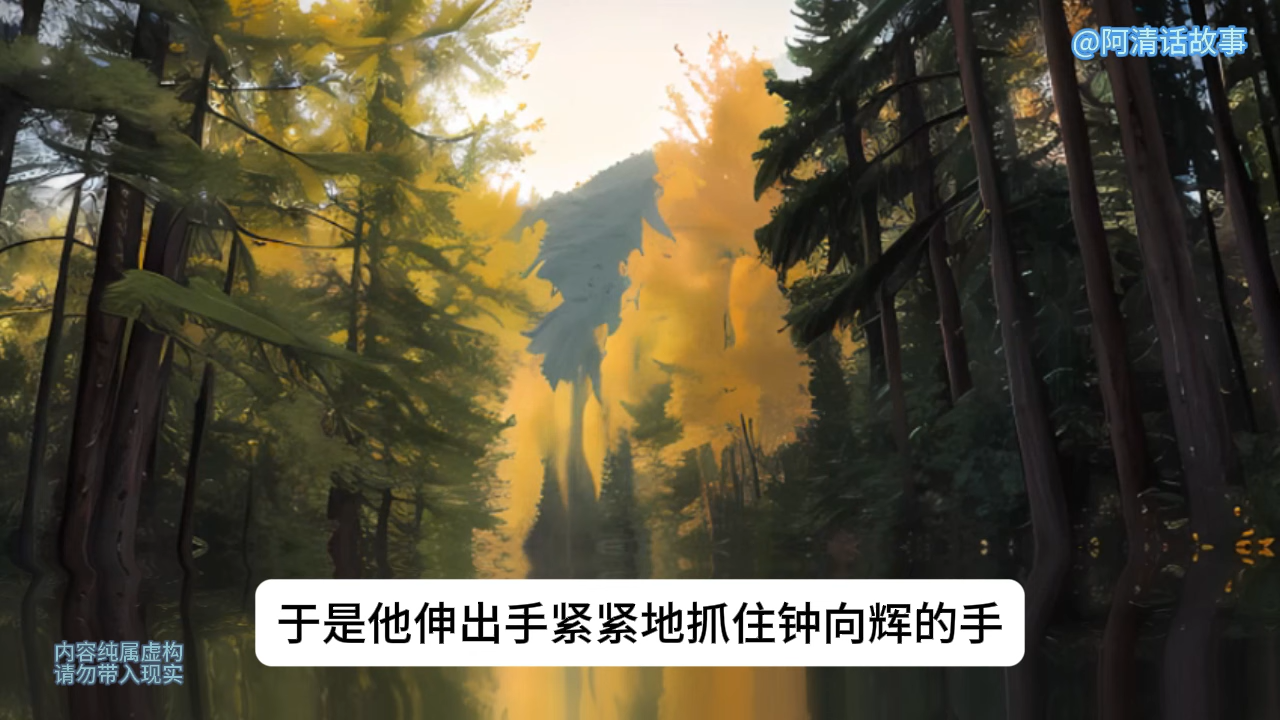 @阿清话故事
于是他伸出手紧紧地抓住钟向辉的手
内容纯属虚构
请勿带入现实